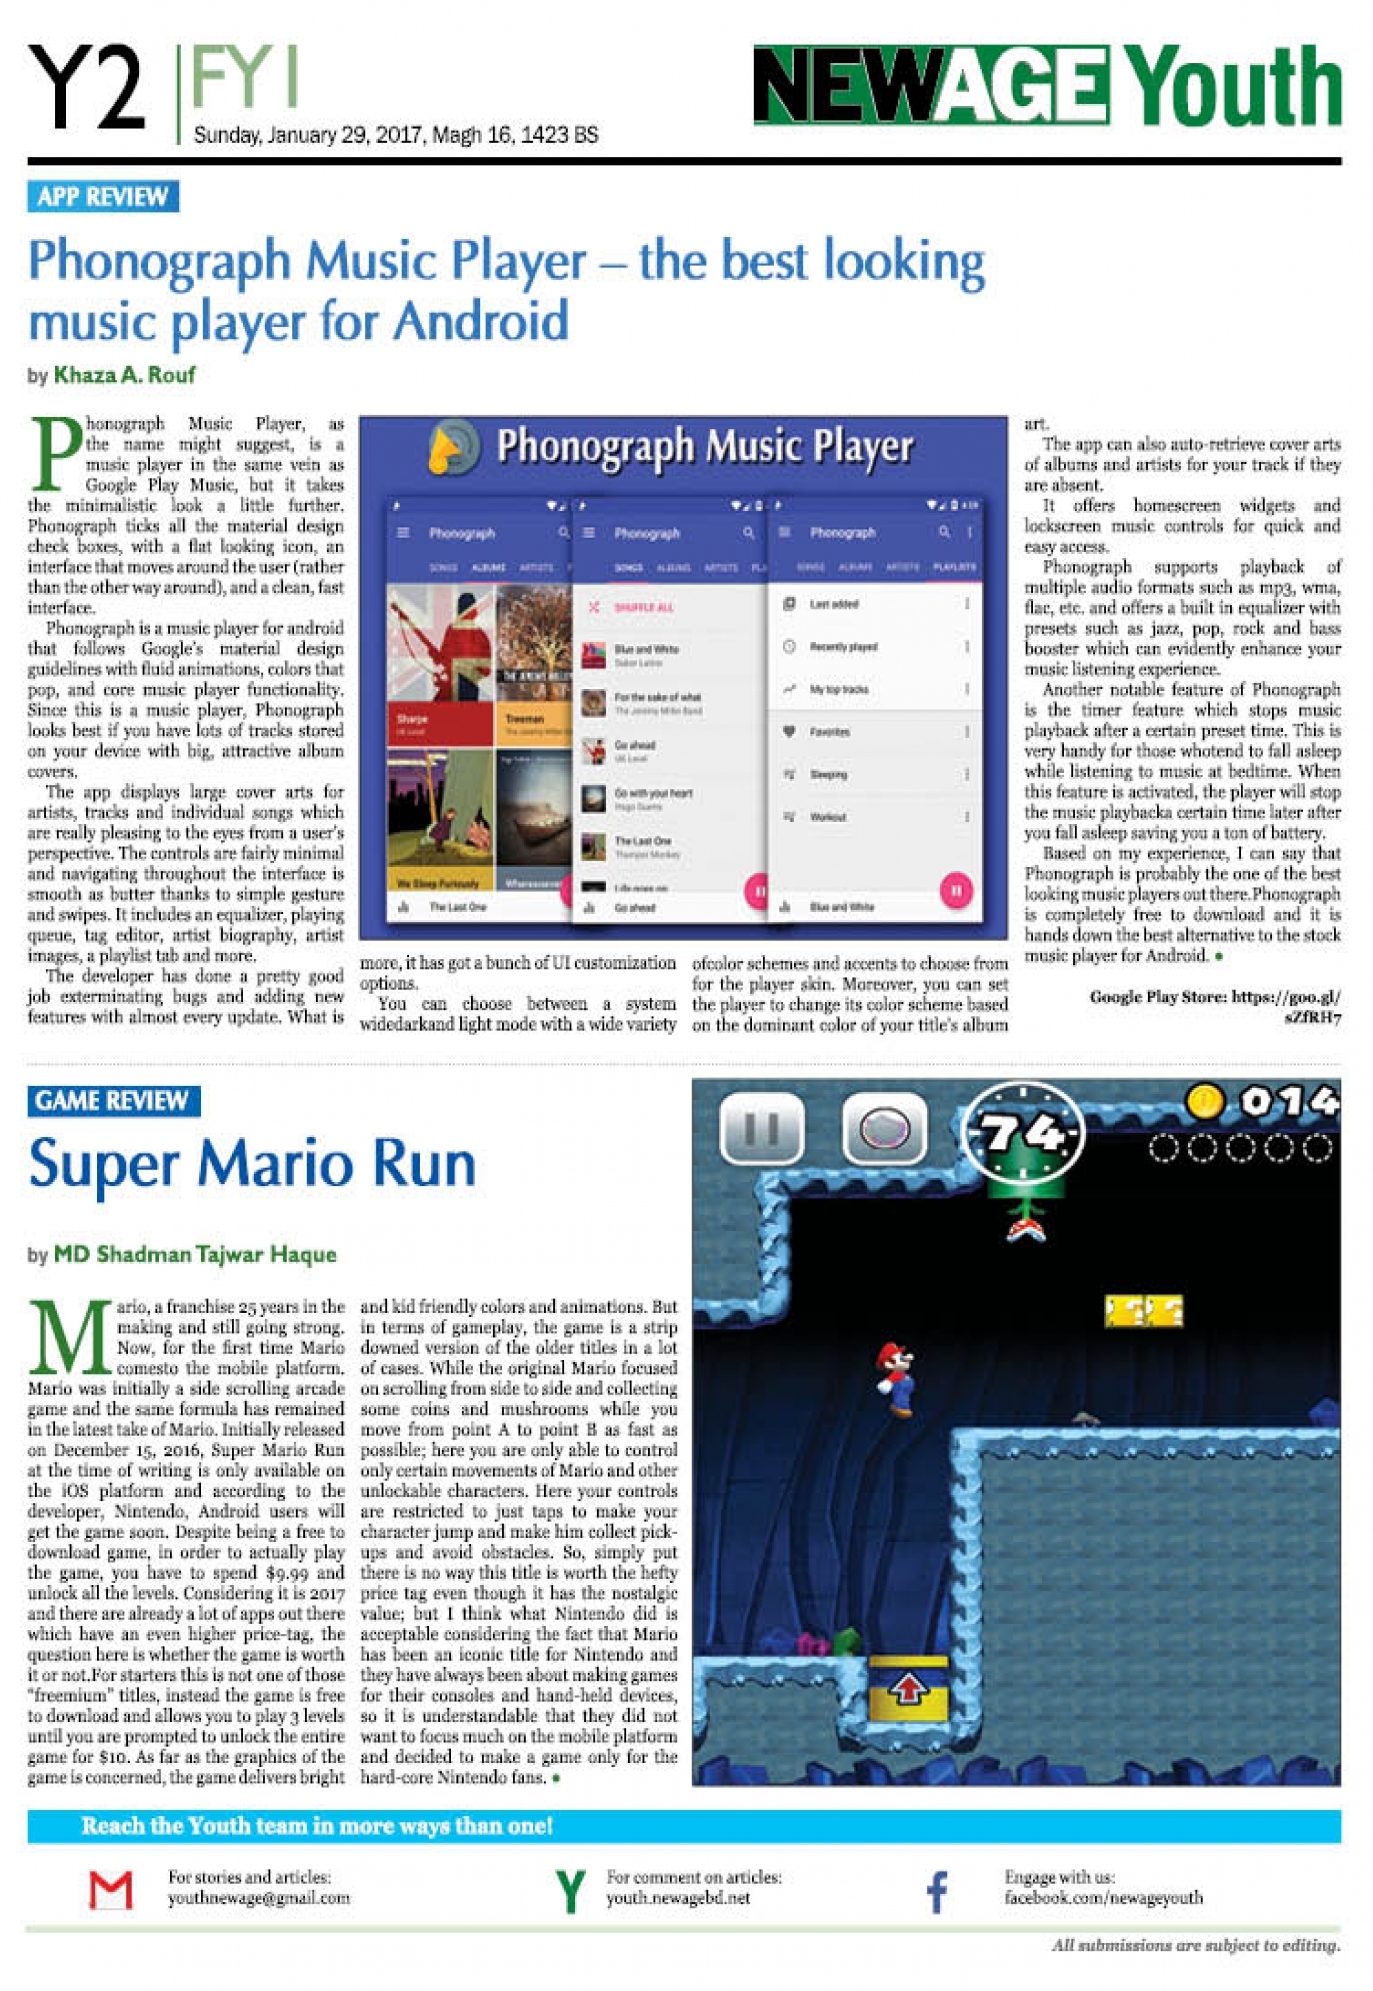 Y2
FY1
Sunday, January 29, 2017, Magh 16, 1423 BS
NEWAGE Youth
APP REVIEW
Phonograph Music Player – the best looking
music player for Android
by Khaza A. Rouf
Phonograph Music Player, as
the name might suggest, is a
music player in the same vein as
Google Play Music, but it takes
the minimalistic look a little further.
Phonograph ticks all the material design
check boxes, with a flat looking icon, an
interface that moves around the user (rather
than the other way around), and a clean, fast
interface.
Phonograph is a music player for android
that follows Google's material design
guidelines with fluid animations, colors that
pop, and core music player functionality.
Since this is a music player, Phonograph
looks best if you have lots of tracks stored
on your device with big, attractive album
covers.
The app displays large cover arts for
artists, tracks and individual songs which
are really pleasing to the eyes from a user's
perspective. The controls are fairly minimal
and navigating throughout the interface is
smooth as butter thanks to simple gesture
and swipes. It includes an equalizer, playing
queue, tag editor, artist biography, artist
images, a playlist tab and more.
The developer has done a pretty good
job exterminating bugs and adding new
features with almost every update. What is
Phonograph Music Player
Phonograph
SONGS ALBUMS ARTISTS
Sharpe
UK Level
Treeman
We Sleep Furiously
The Last One
Phonograph
SONGS ALBUMS ARTISTS
SHUFFLE ALL
Blue and White
For the sake of what
The Jeremy Miller Band
Go ahead
UK Level
Go with your heart
The Last One
Thumper Monkey
Life goes on
Go ahead
Phonograph
SONGS ALBUMS ARTISTS PLAYLISTS
Last added
Recently played
My top tracks
Favorites
Sleeping
Workout
Blue and White
more, it has got a bunch of UI customization
options.
You can choose between a system
widedarkand light mode with a wide variety
ofcolor schemes and accents to choose from
for the player skin. Moreover, you can set
the player to change its color scheme based
on the dominant color of your title's album
art.
The app can also auto-retrieve cover arts
of albums and artists for your track if they
are absent.
It offers homescreen widgets and
lockscreen music controls for quick and
easy access.
Phonograph supports playback of
multiple audio formats such as mp3, wma,
flac, etc. and offers a built in equalizer with
presets such as jazz, pop, rock and bass
booster which can evidently enhance your
music listening experience.
Another notable feature of Phonograph
is the timer feature which stops music
playback after a certain preset time. This is
very handy for those whotend to fall asleep
while listening to music at bedtime. When
this feature is activated, the player will stop
the music playbacka certain time later after
you fall asleep saving you a ton of battery.
Based on my experience, I can say that
Phonograph is probably the one of the best
looking music players out there.Phonograph
is completely free to download and it is
hands down the best alternative to the stock
music player for Android. •
Google Play Store: https://goo.gl/
sZfRH7
GAME REVIEW
Super Mario Run
by MD Shadman Tajwar Haque
Mario, a franchise 25 years in the
making and still going strong.
Now, for the first time Mario
comesto the mobile platform.
Mario was initially a side scrolling arcade
game and the same formula has remained
in the latest take of Mario. Initially released
on December 15, 2016, Super Mario Run
at the time of writing is only available on
the iOS platform and according to the
developer, Nintendo, Android users will
get the game soon. Despite being a free to
download game, in order to actually play
the game, you have to spend $9.99 and
unlock all the levels. Considering it is 2017
and there are already a lot of apps out there
which have an even higher price-tag, the
question here is whether the game is worth
it or not.For starters this is not one of those
"freemium" titles, instead the game is free
to download and allows you to play 3 levels
until you are prompted to unlock the entire
game for $10. As far as the graphics of the
game is concerned, the game delivers bright
and kid friendly colors and animations. But
in terms of gameplay, the game is a strip
downed version of the older titles in a lot
of cases. While the original Mario focused
on scrolling from side to side and collecting
some coins and mushrooms while you
move from point A to point B as fast as
possible; here you are only able to control
only certain movements of Mario and other
unlockable characters. Here your controls
are restricted to just taps to make your
character jump and make him collect pick-
ups and avoid obstacles. So, simply put
there is no way this title is worth the hefty
price tag even though it has the nostalgic
value; but I think what Nintendo did is
acceptable considering the fact that Mario
has been an iconic title for Nintendo and
they have always been about making games
for their consoles and hand-held devices,
so it is understandable that they did not
want to focus much on the mobile platform
and decided to make a game only for the
hard-core Nintendo fans. •
74
014
Reach the Youth team in more ways than one!
For stories and articles:
youthnewage@gmail.com
For comment on articles:
youth.newagebd.net
Engage with us:
facebook.com/newageyouth
All submissions are subject to editing.